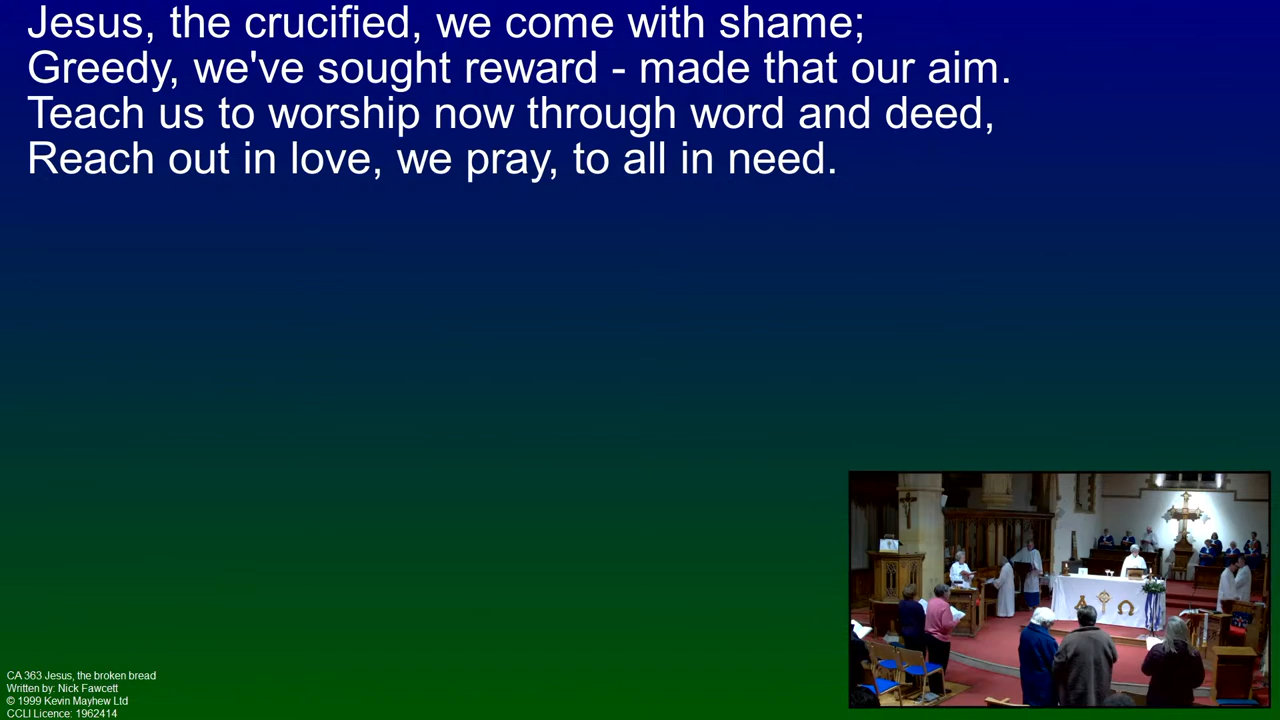 Jesus, the crucified, we come with shame;
Greedy, we've sought reward - made that our aim.
Teach us to worship now through word and deed,
Reach out in love, we pray, to all in need.
CA 363 Jesus, the broken bread
Written by: Nick Fawcett
© 1999 Kevin Mayhew Ltd
CCLI Licence: 1962414